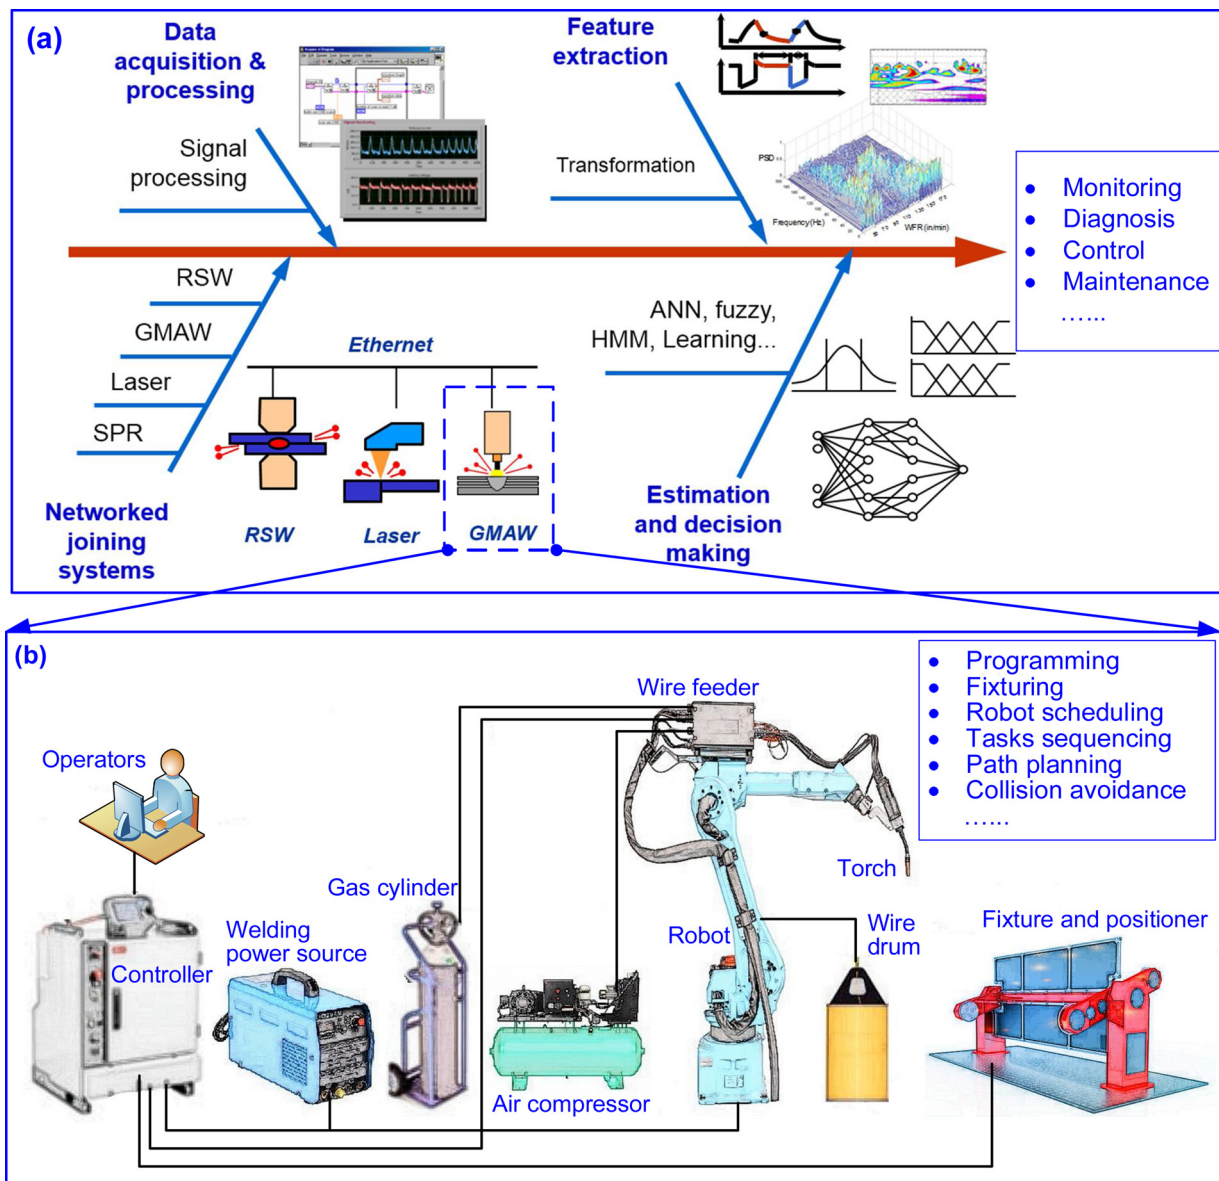 (a)
Data
acquisition &
processing
Signal
processing
Feature
extraction
Transformation
PSD
Frequency(Hz)
WFR (in/min)
● Monitoring
● Diagnosis
● Control
● Maintenance
…...
RSW
GMAW
Laser
SPR
Networked
joining
systems
Ethernet
RSW
Laser
GMAW
ANN, fuzzy,
HMM, Learning...
Estimation
and decision
making
(b)
● Programming
● Fixturing
● Robot scheduling
● Tasks sequencing
● Path planning
● Collision avoidance
…...
Operators
Controller
Welding
power source
Gas cylinder
Air compressor
Wire feeder
Robot
Torch
Wire
drum
Fixture and positioner